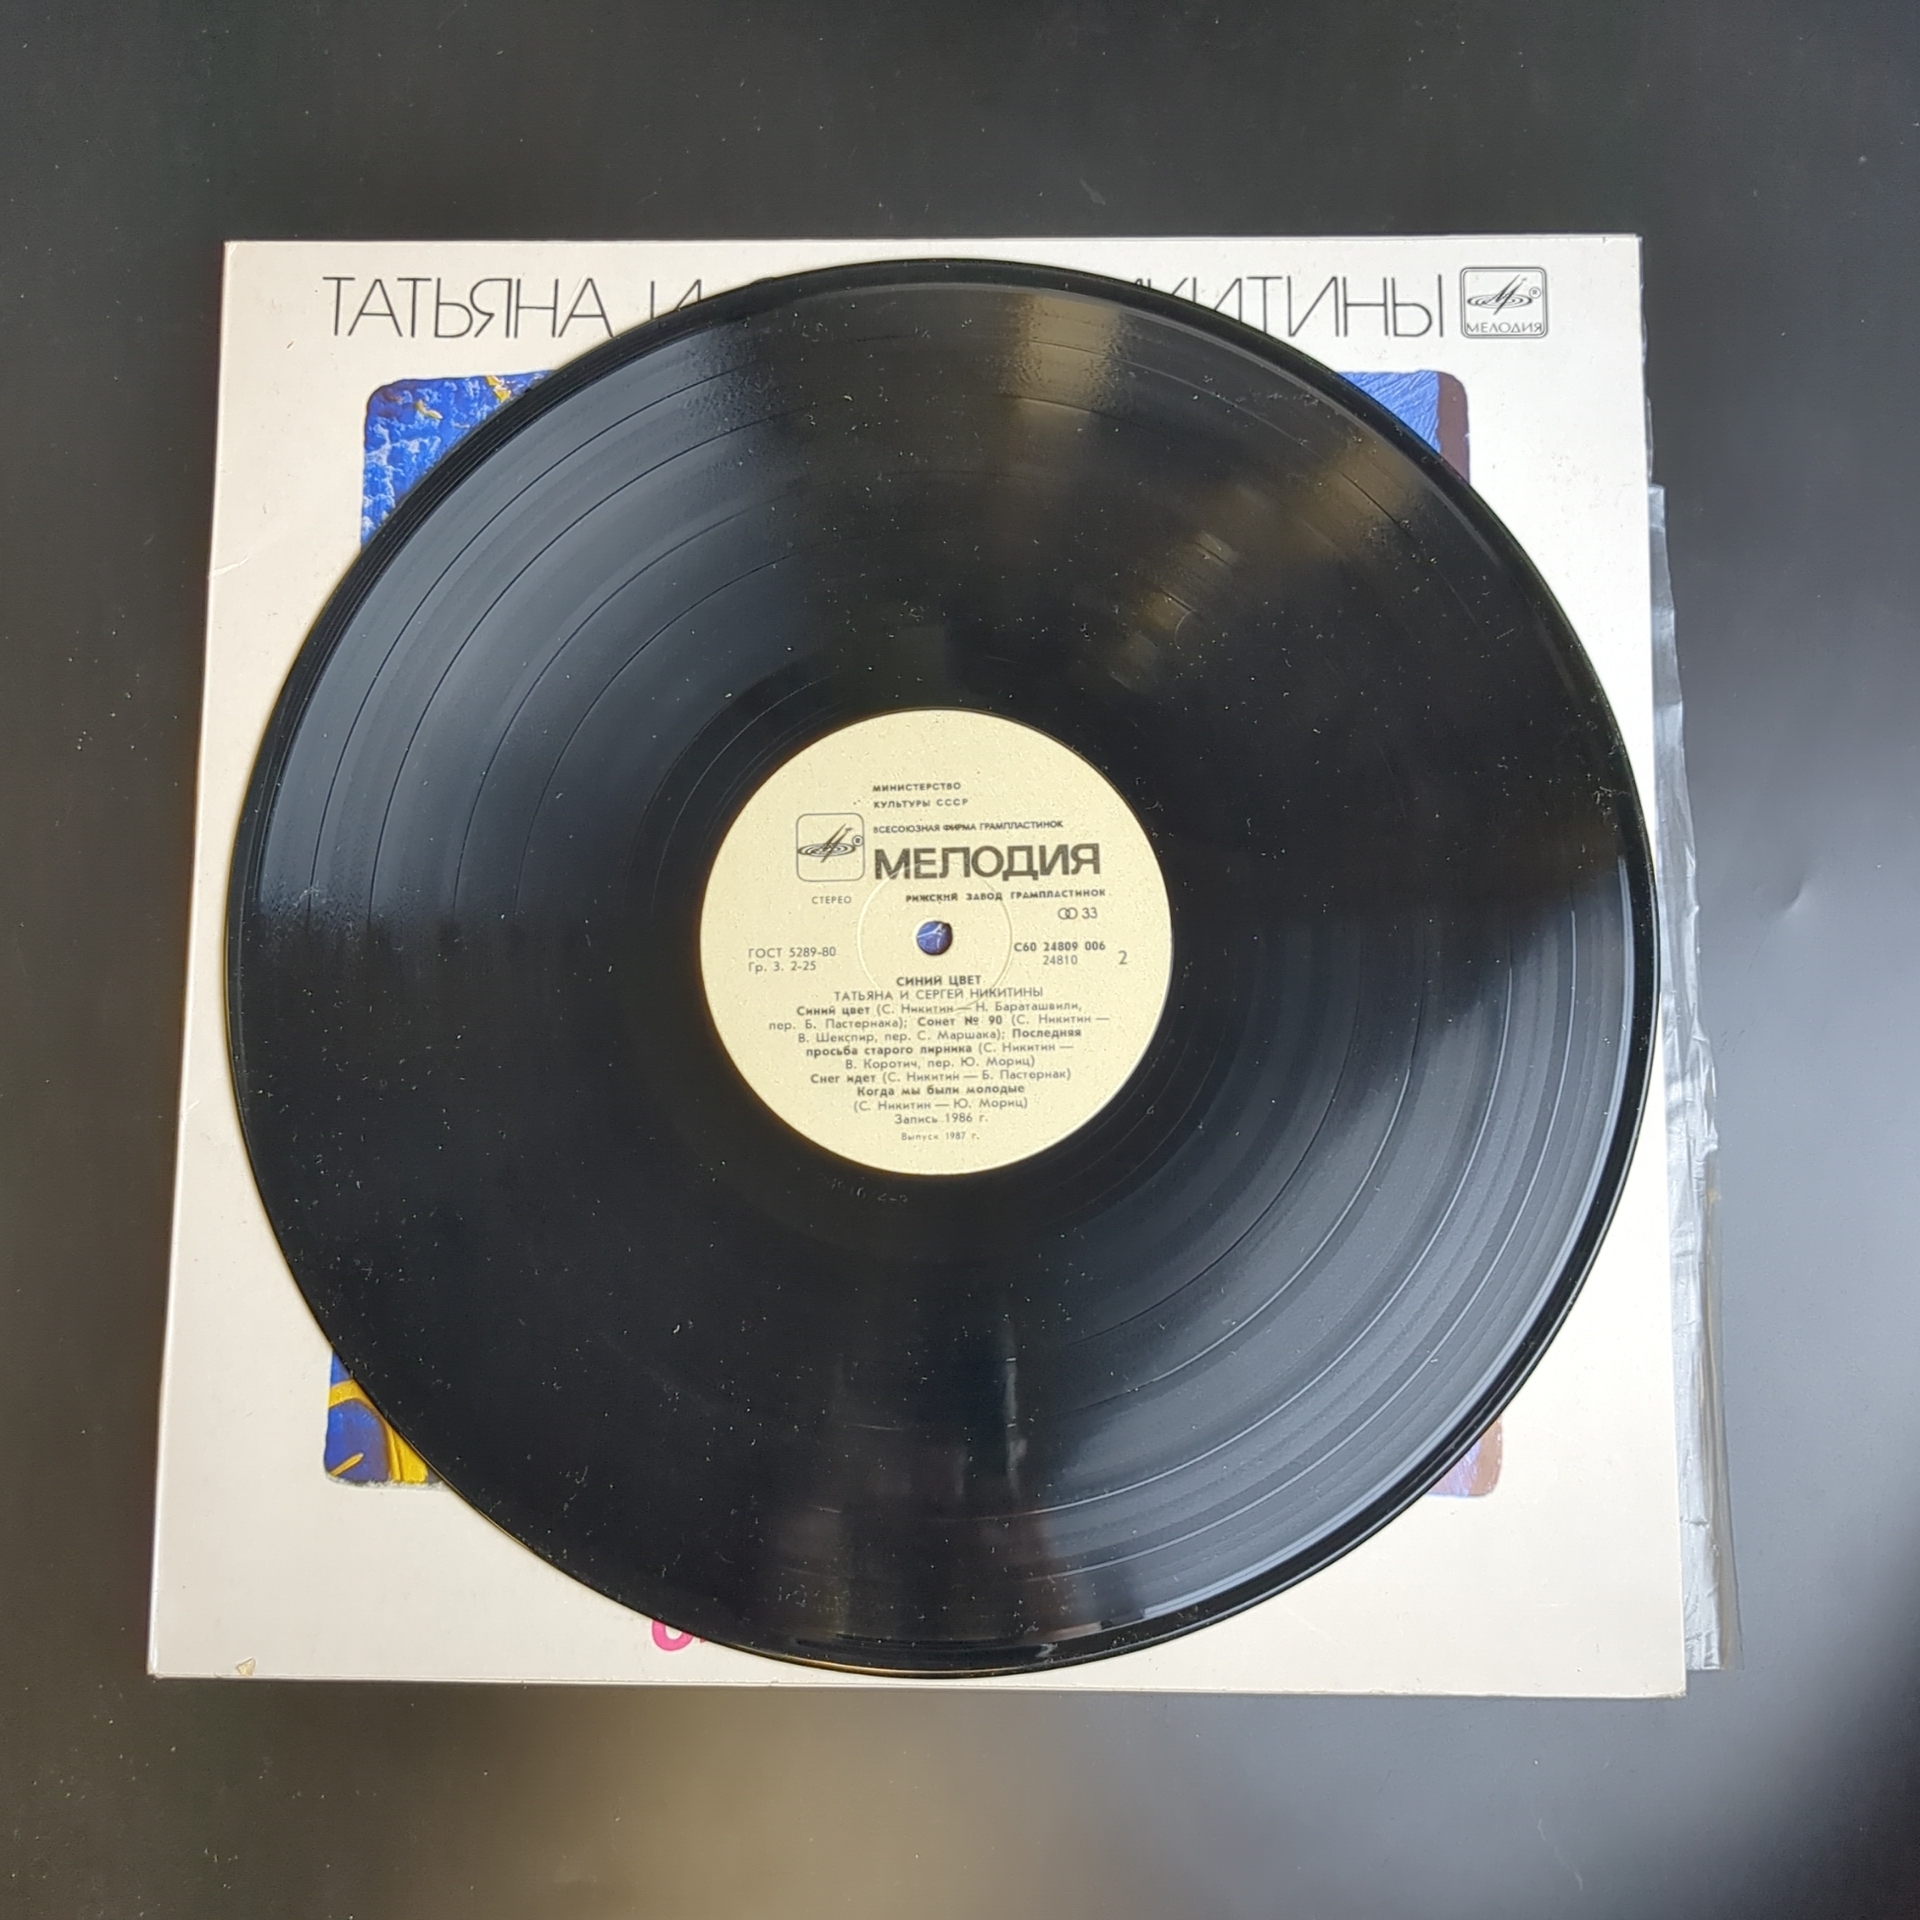 ТАТЬЯНА И
ИКИТИНЫ
МЕЛОДИЯ
МИНИСТЕРСТВО
КУЛЬТУРЫ СССР
ВСЕСОЮЗНАЯ ФИРМА ГРАМПЛАСТИНОК
МЕЛОДИЯ
СТЕРЕО
РИЖСКИЙ ЗАВОД ГРАМПЛАСТИНОК
33
ГОСТ 5289-80
Гр. 3. 2-25
С60 24809 006
24810
2
СИНИЙ ЦВЕТ
ТАТЬЯНА И СЕРГЕЙ НИКИТИНЫ
Синий цвет (С. Никитин — Н. Бараташвили,
пер. Б. Пастернака); Сонет № 90 (С. Никитин —
В. Шекспир, пер. С. Маршака); Последняя
просьба старого лирника (С. Никитин —
В. Коротич, пер. Ю. Мориц)
Снег идет (С. Никитин — Б. Пастернак)
Когда мы были молодые
(С. Никитин — Ю. Мориц)
Запись 1986 г.
Выпуск 1987 г.